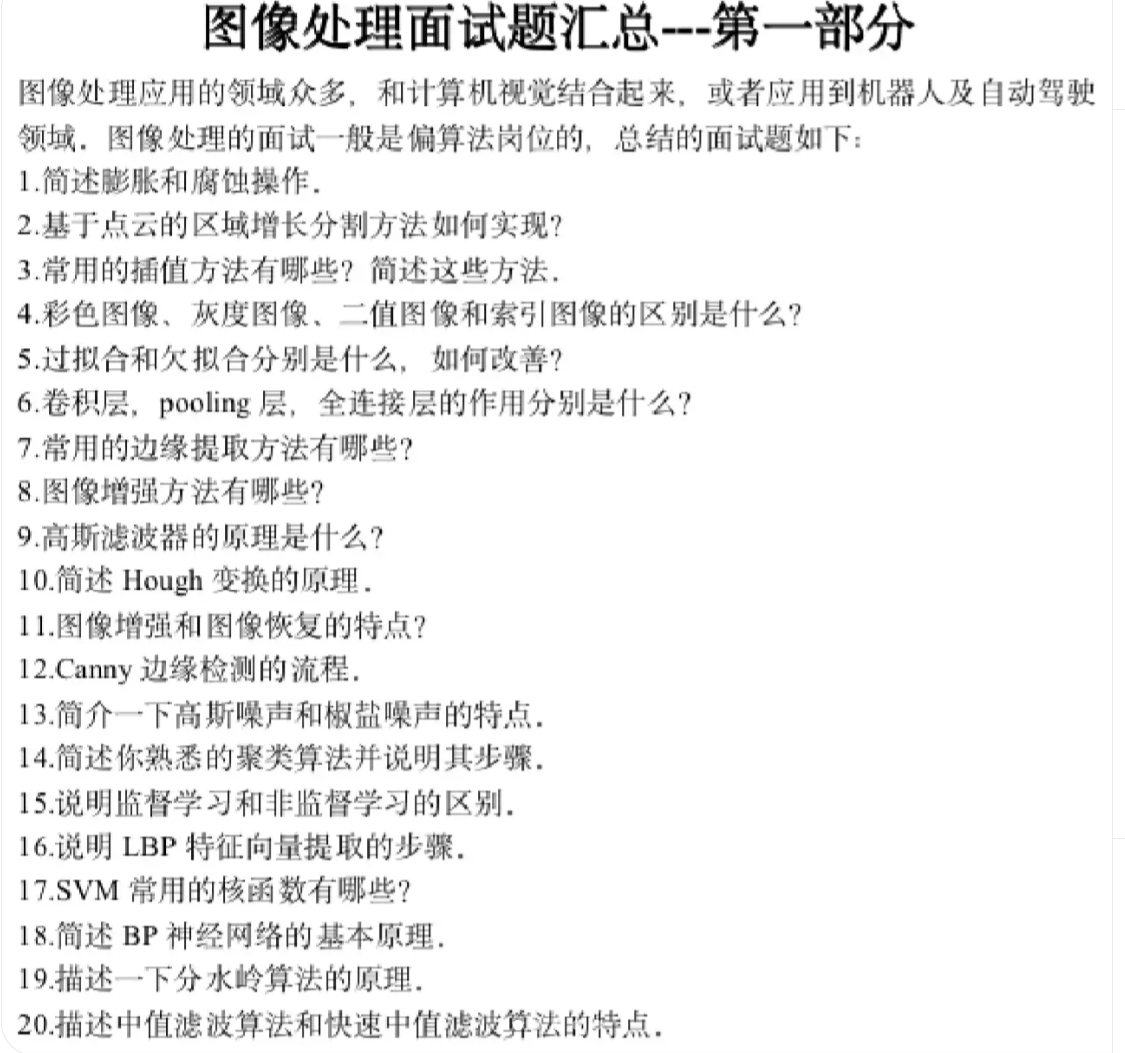 图像处理面试题汇总---第一部分
图像处理应用的领域众多，和计算机视觉结合起来，或者应用到机器人及自动驾驶
领域．图像处理的面试一般是偏算法岗位的，总结的面试题如下：
1.简述膨胀和腐蚀操作．
2.基于点云的区域增长分割方法如何实现？
3.常用的插值方法有哪些？简述这些方法．
4.彩色图像、灰度图像、二值图像和索引图像的区别是什么？
5.过拟合和欠拟合分别是什么，如何改善？
6.卷积层，pooling 层，全连接层的作用分别是什么？
7.常用的边缘提取方法有哪些？
8.图像增强方法有哪些？
9.高斯滤波器的原理是什么？
10.简述 Hough 变换的原理．
11.图像增强和图像恢复的特点？
12.Canny 边缘检测的流程．
13.简介一下高斯噪声和椒盐噪声的特点．
14.简述你熟悉的聚类算法并说明其步骤．
15.说明监督学习和非监督学习的区别．
16.说明 LBP 特征向量提取的步骤．
17.SVM 常用的核函数有哪些？
18.简述 BP 神经网络的基本原理．
19.描述一下分水岭算法的原理．
20.描述中值滤波算法和快速中值滤波算法的特点．